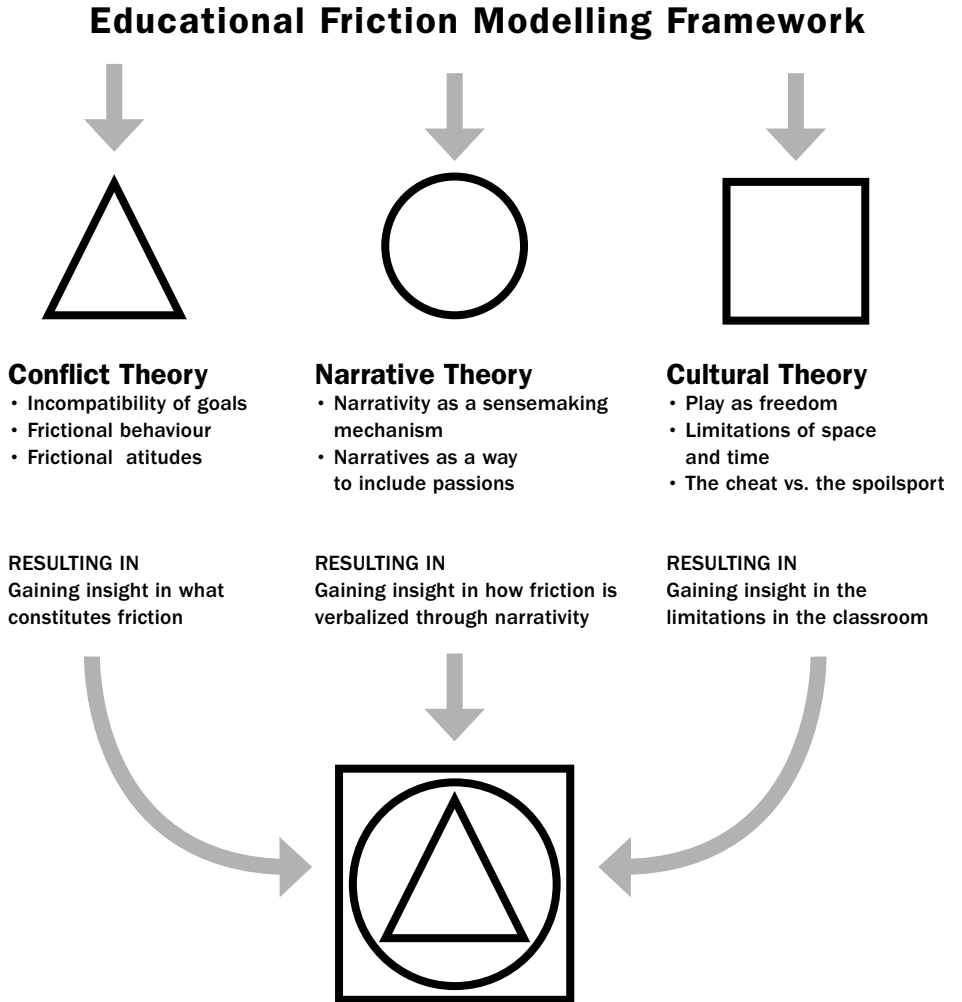 Educational Friction Modelling Framework
Conflict Theory
• Incompatibility of goals
• Frictional behaviour
• Frictional  atitudes
RESULTING IN
Gaining insight in what
constitutes friction
Narrative Theory
• Narrativity as a sensemaking
mechanism
• Narratives as a way
to include passions
RESULTING IN
Gaining insight in how friction is
verbalized through narrativity
Cultural Theory
• Play as freedom
• Limitations of space
and time
• The cheat vs. the spoilsport
RESULTING IN
Gaining insight in the
limitations in the classroom